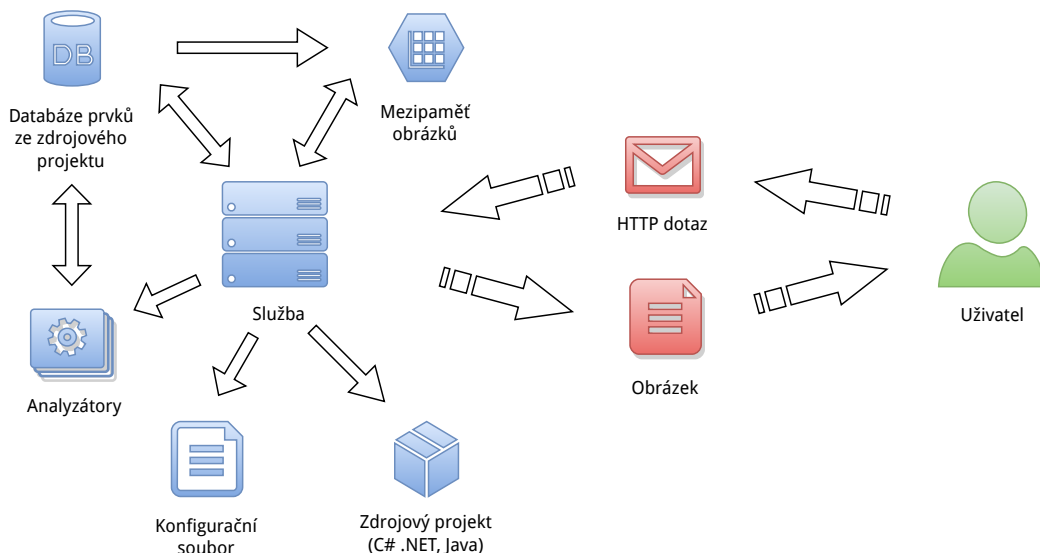 DB
Databáze prvků
ze zdrojového
projektu
Mezipaměť
obrázků
HTTP dotaz
Služba
Uživatel
Obrázek
Analyzátory
Konfigurační
soubor
Zdrojový projekt
(C# .NET, Java)